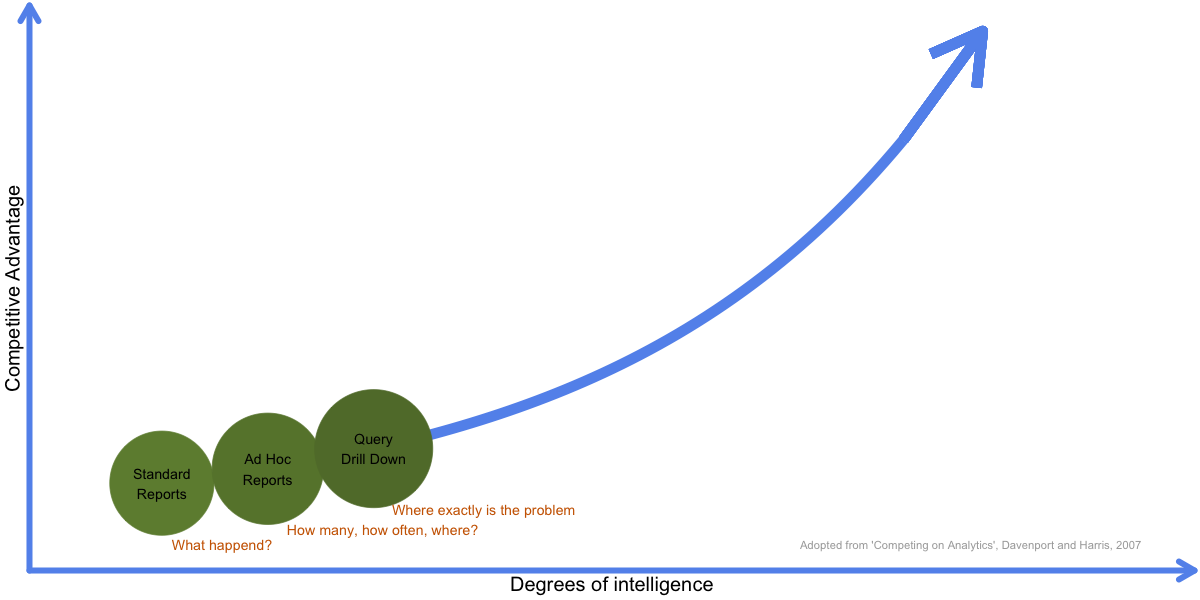 Competitive Advantage
Query
Drill Down
Ad Hoc
Reports
Standard
Reports
Where exactly is the problem
How many, how often, where?
What happend?
Adopted from 'Competing on Analytics', Davenport and Harris, 2007
Degrees of intelligence